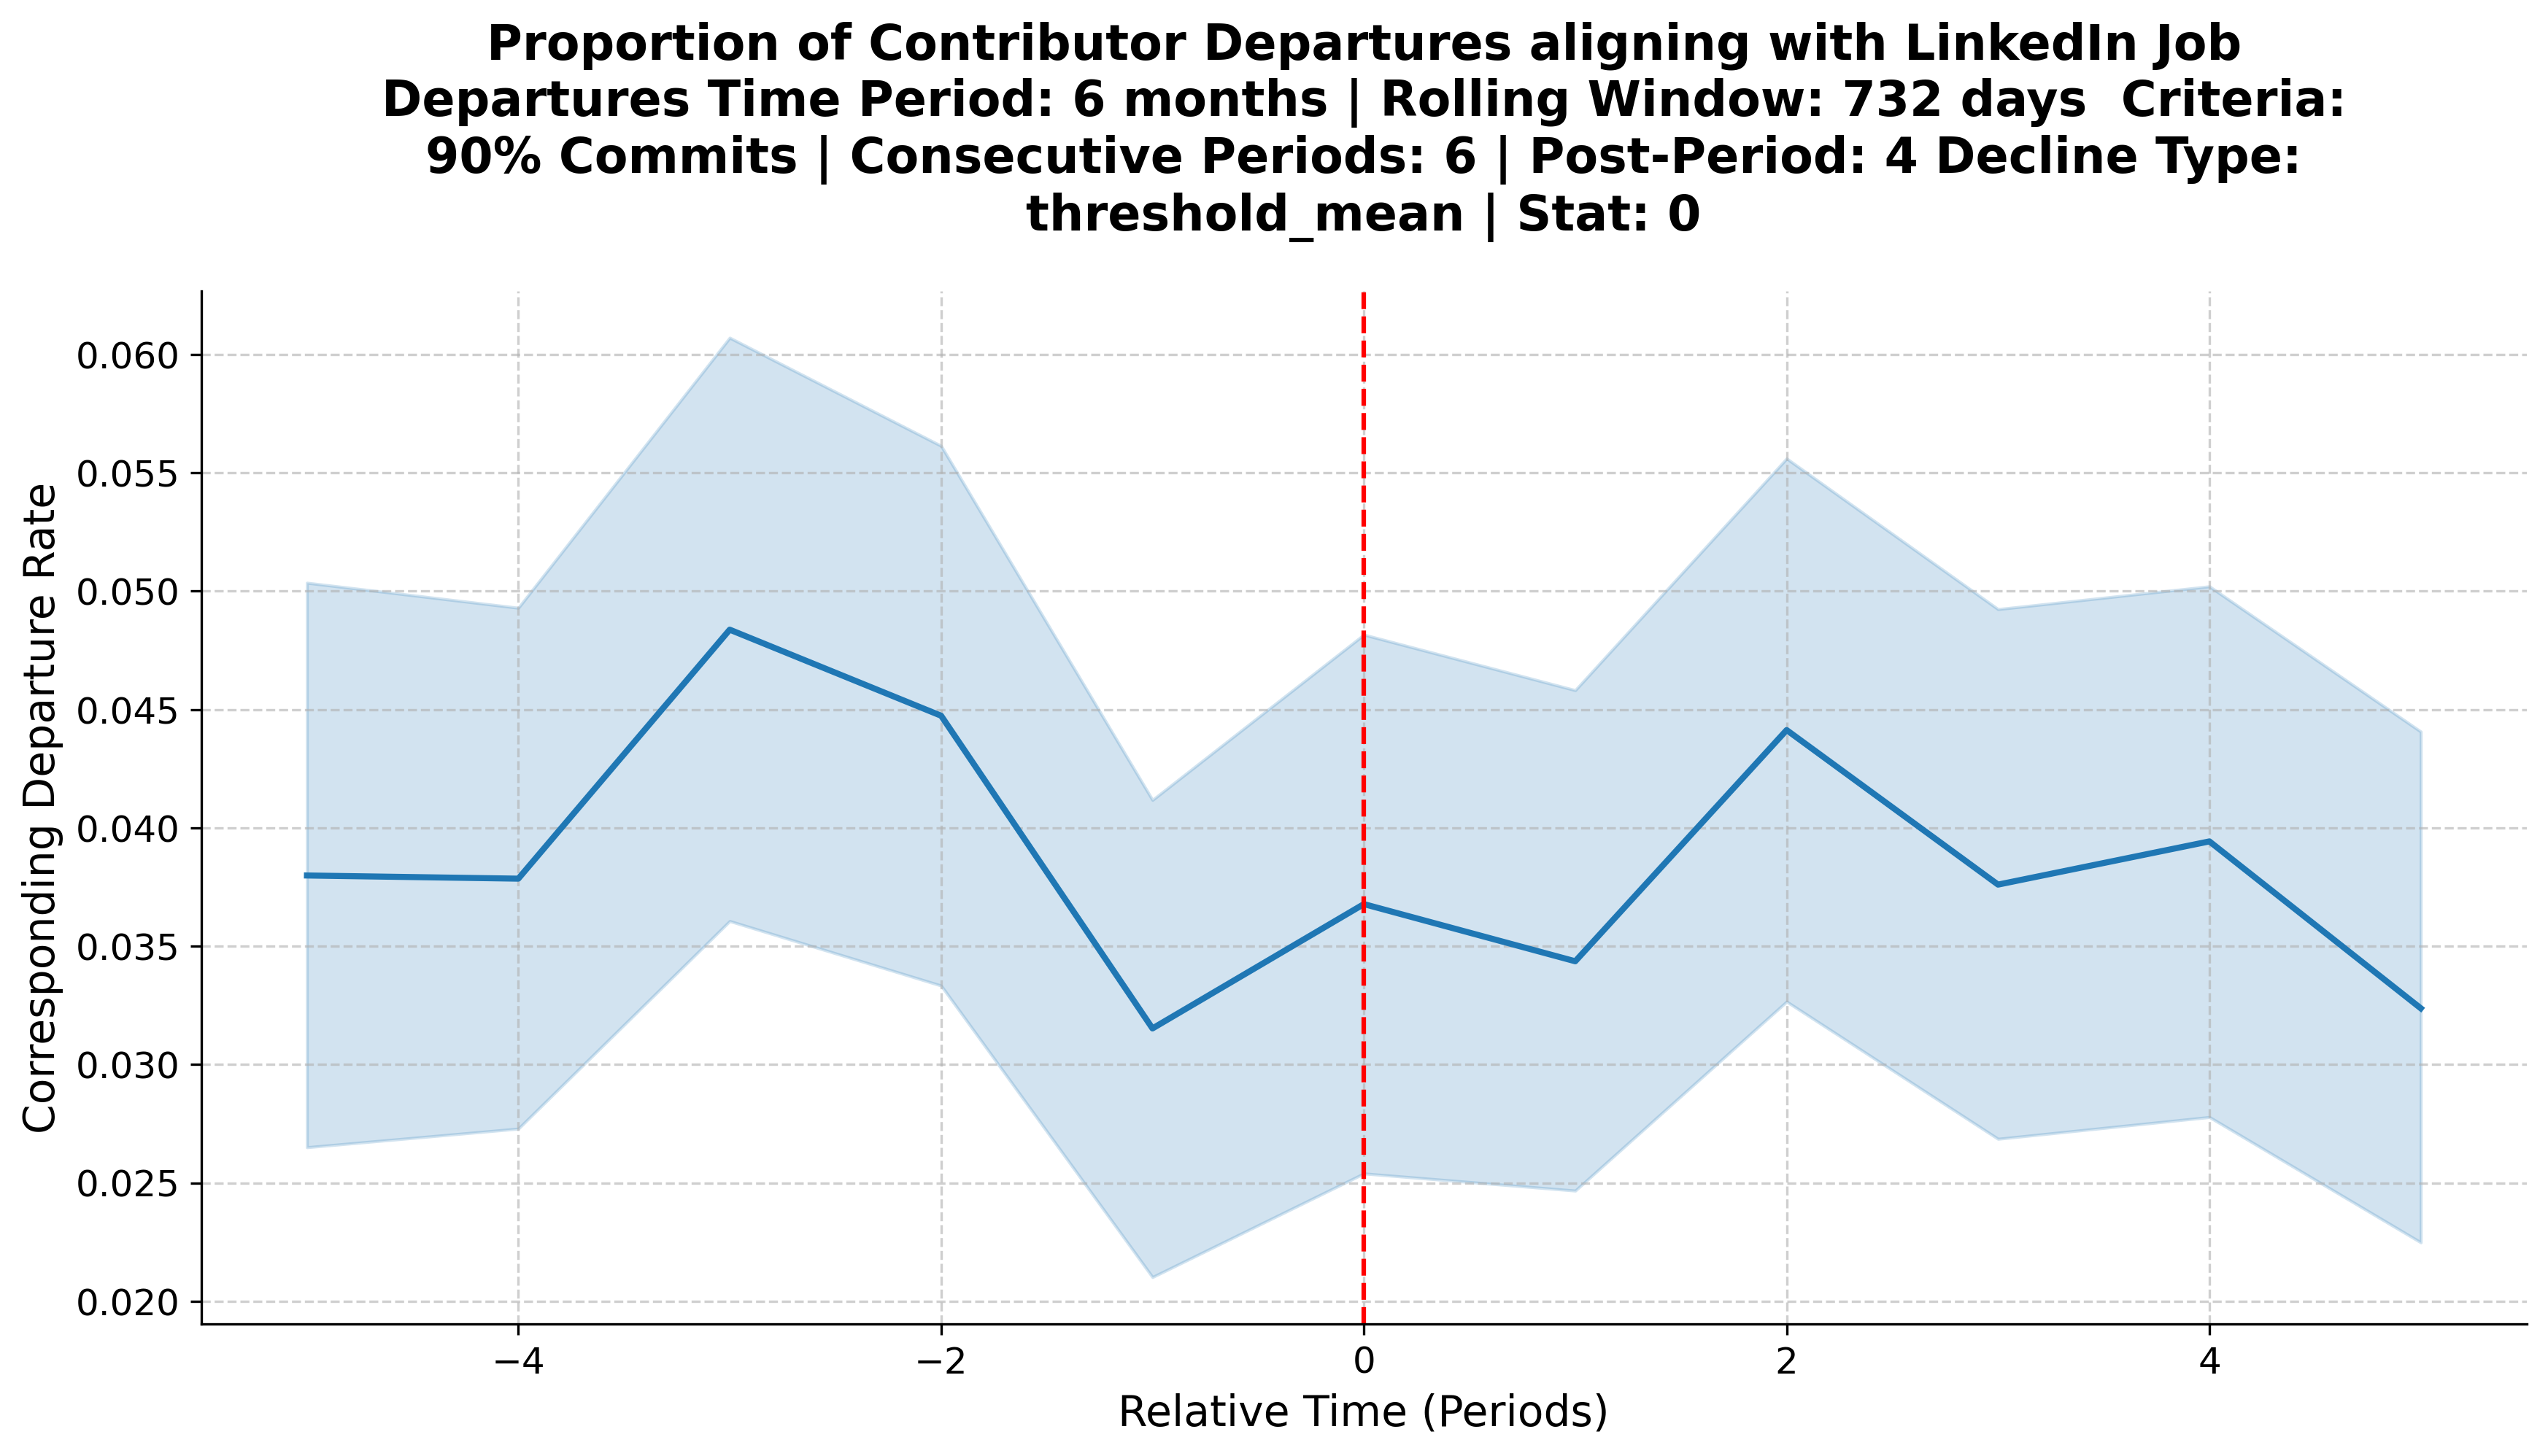 Proportion of Contributor Departures aligning with LinkedIn Job
Departures Time Period: 6 months | Rolling Window: 732 days  Criteria:
90% Commits | Consecutive Periods: 6 | Post-Period: 4 Decline Type:
threshold_mean | Stat: 0
Corresponding Departure Rate
0.060
0.055
0.050
0.045
0.040
0.035
0.030
0.025
0.020
−4
−2
0
2
4
Relative Time (Periods)